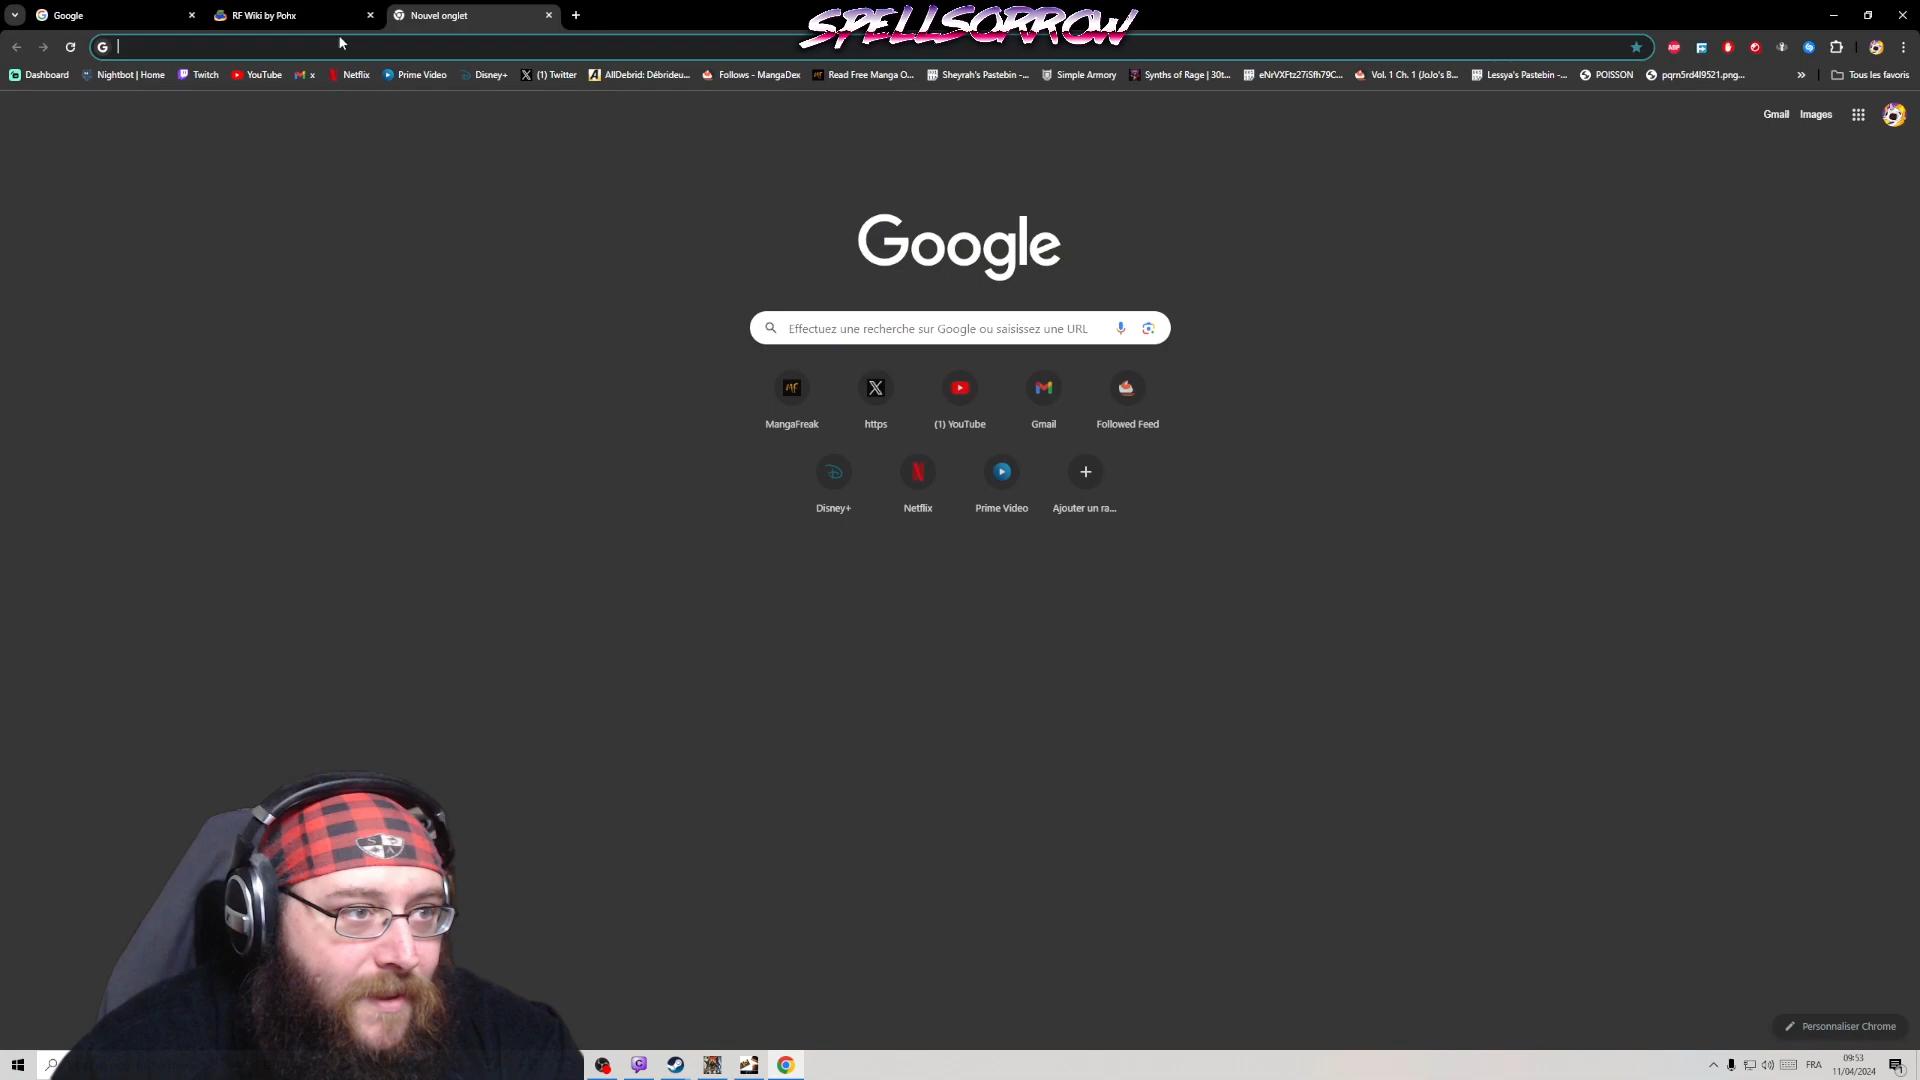 Google
RF Wiki by Pohx
Nouvel onglet
SPELLSORROW
Dashboard
Nightbot | Home
Twitch
YouTube
x
Netflix
Prime Video
Disney+
(1) Twitter
AllDebrid: Débrideu...
Follows - MangaDex
Read Free Manga O...
Sheyrah's Pastebin -...
Simple Armory
Synths of Rage | 30t...
eNrVXFtz27iSfh79C...
Vol. 1 Ch. 1 (JoJo's B...
Lessya's Pastebin -...
POISSON
pqrn5rd4l9521.png...
»
Tous les favoris
Gmail
Images
Google
Effectuez une recherche sur Google ou saisissez une URL
MangaFreak
https
(1) YouTube
Gmail
Followed Feed
Disney+
Netflix
Prime Video
Ajouter un ra...
S
A
Personnaliser Chrome
FRA
09:53
11/04/2024